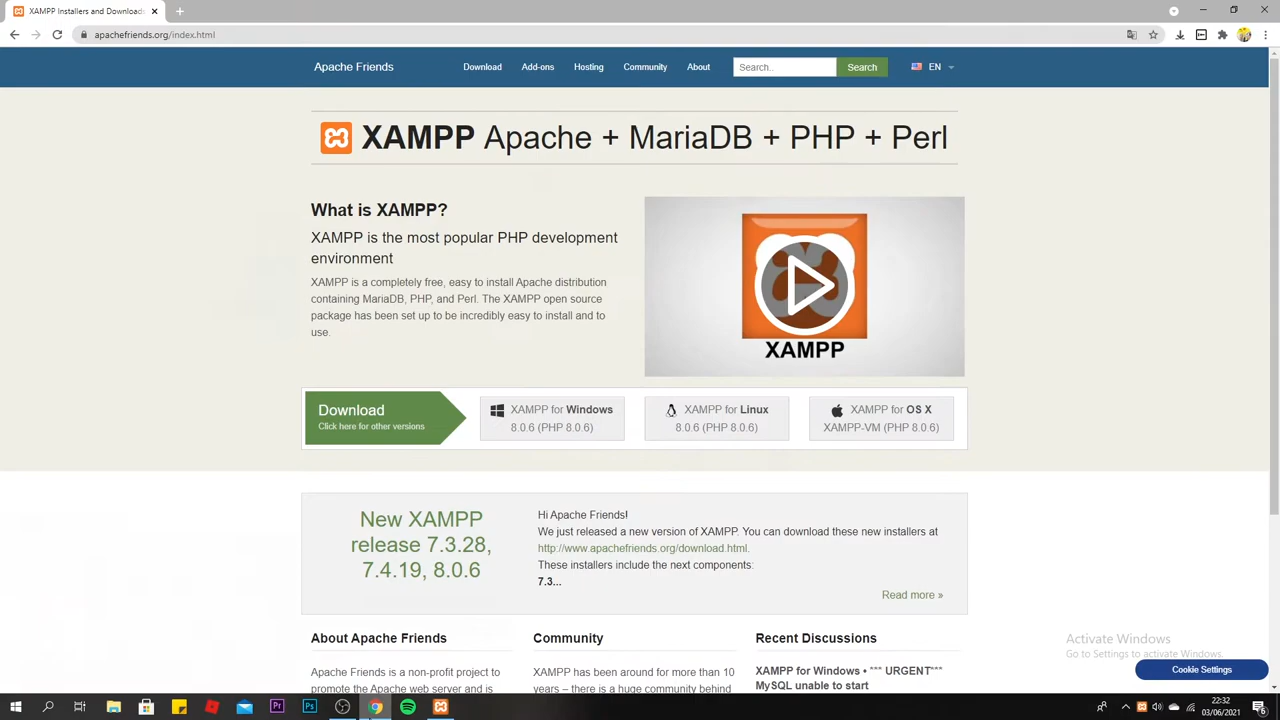 XAMPP Installers and Downloads
apachefriends.org/index.html
Apache Friends
Download
Add-ons
Hosting
Community
About
Search..
Search
EN
XAMPP Apache + MariaDB + PHP + Perl
What is XAMPP?
XAMPP is the most popular PHP development
environment
XAMPP is a completely free, easy to install Apache distribution
containing MariaDB, PHP, and Perl. The XAMPP open source
package has been set up to be incredibly easy to install and to
use.
XAMPP
Download
Click here for other versions
XAMPP for Windows
8.0.6 (PHP 8.0.6)
XAMPP for Linux
8.0.6 (PHP 8.0.6)
XAMPP for OS X
XAMPP-VM (PHP 8.0.6)
New XAMPP
release 7.3.28,
7.4.19, 8.0.6
Hi Apache Friends!
We just released a new version of XAMPP. You can download these new installers at
http://www.apachefriends.org/download.html.
These installers include the next components:
7.3...
Read more »
About Apache Friends
Apache Friends is a non-profit project to
promote the Apache web server and is
Community
XAMPP has been around for more than 10
years – there is a huge community behind
Recent Discussions
XAMPP for Windows • *** URGENT***
MySQL unable to start
Activate Windows
Go to Settings to activate Windows.
Cookie Settings
Pr
Ps
22:32
03/06/2021
6